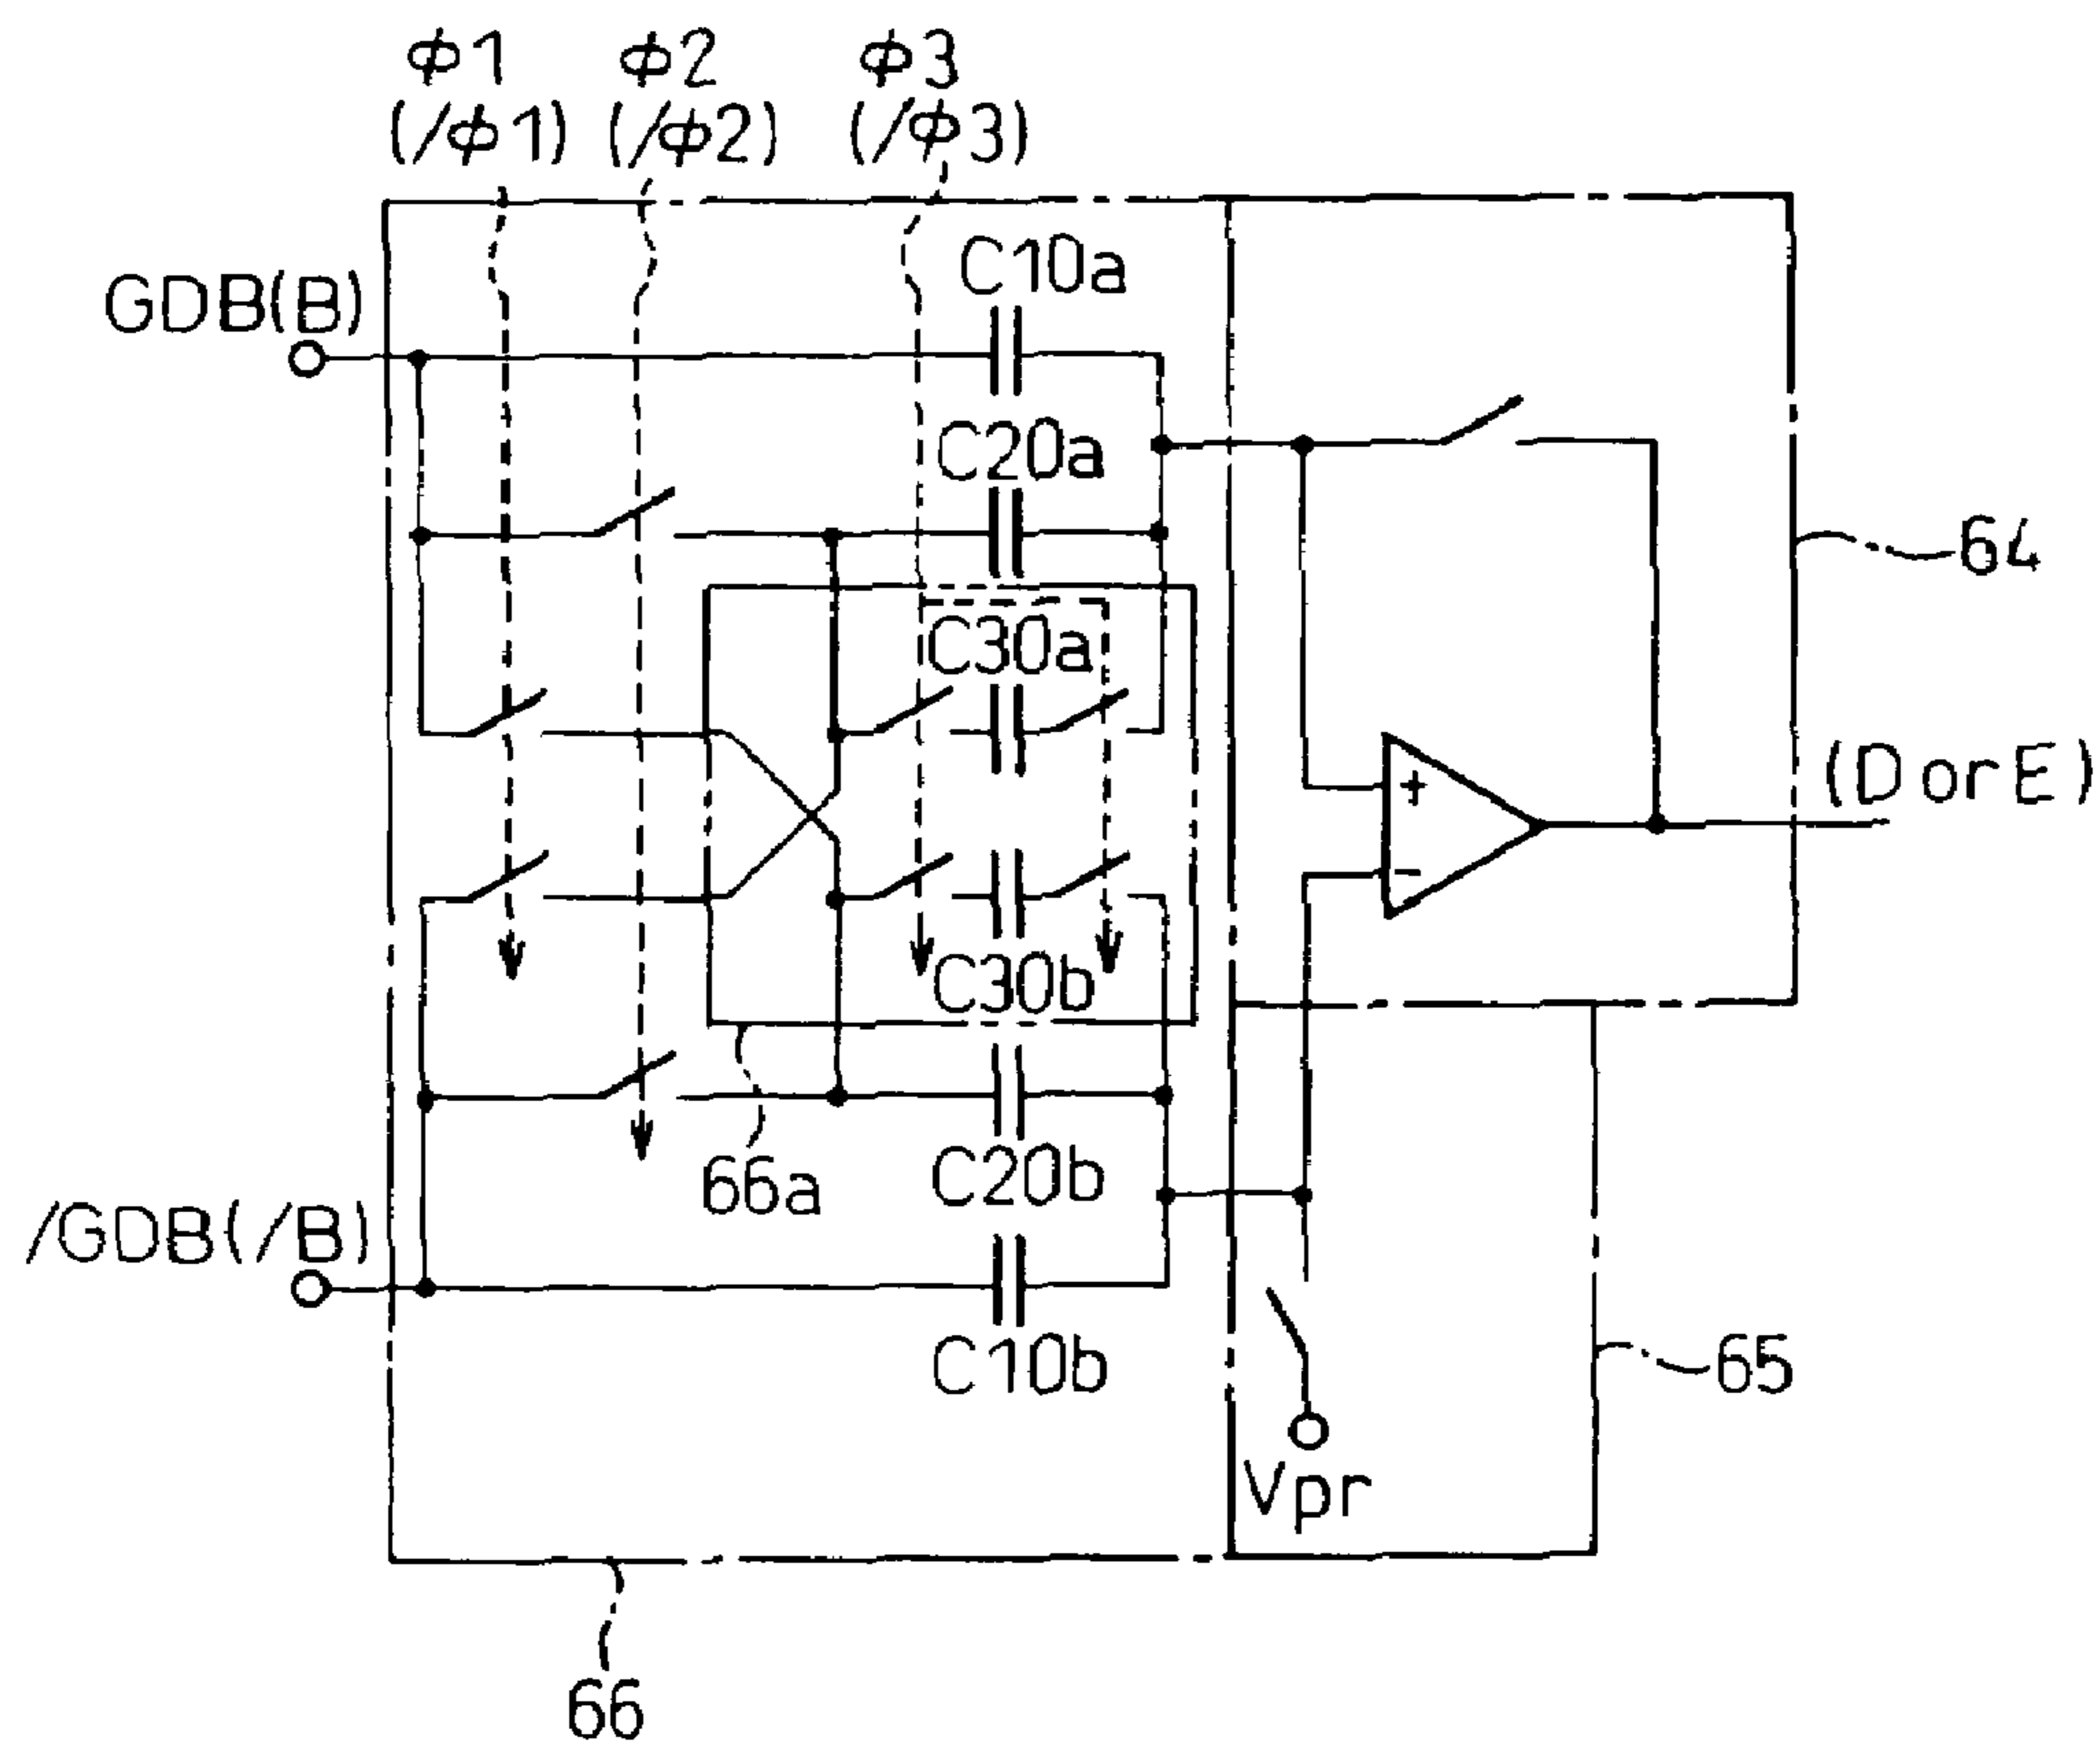 φ1 φ2 φ3
(/φ1) (/φ2) (/φ3)
C10a
GDB(B)
C20a
64
C30a
+
(DorE)
−
C30b
66a
C20b
/GDB(/B)
C10b
65
Vpr
66